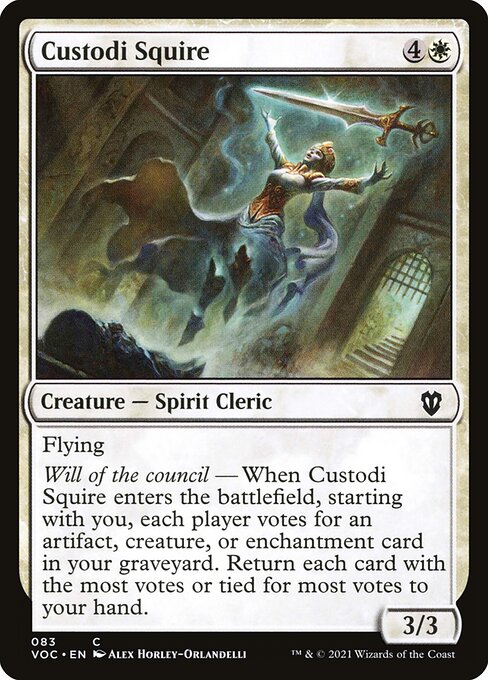 Custodi Squire 4
Creature — Spirit Cleric
Flying
Will of the council — When Custodi
Squire enters the battlefield, starting
with you, each player votes for an
artifact, creature, or enchantment card
in your graveyard. Return each card with
the most votes or tied for most votes to
your hand.
3/3
083 C
VOC • EN Alex Horley-Orlandelli
™ & © 2021 Wizards of the Coast